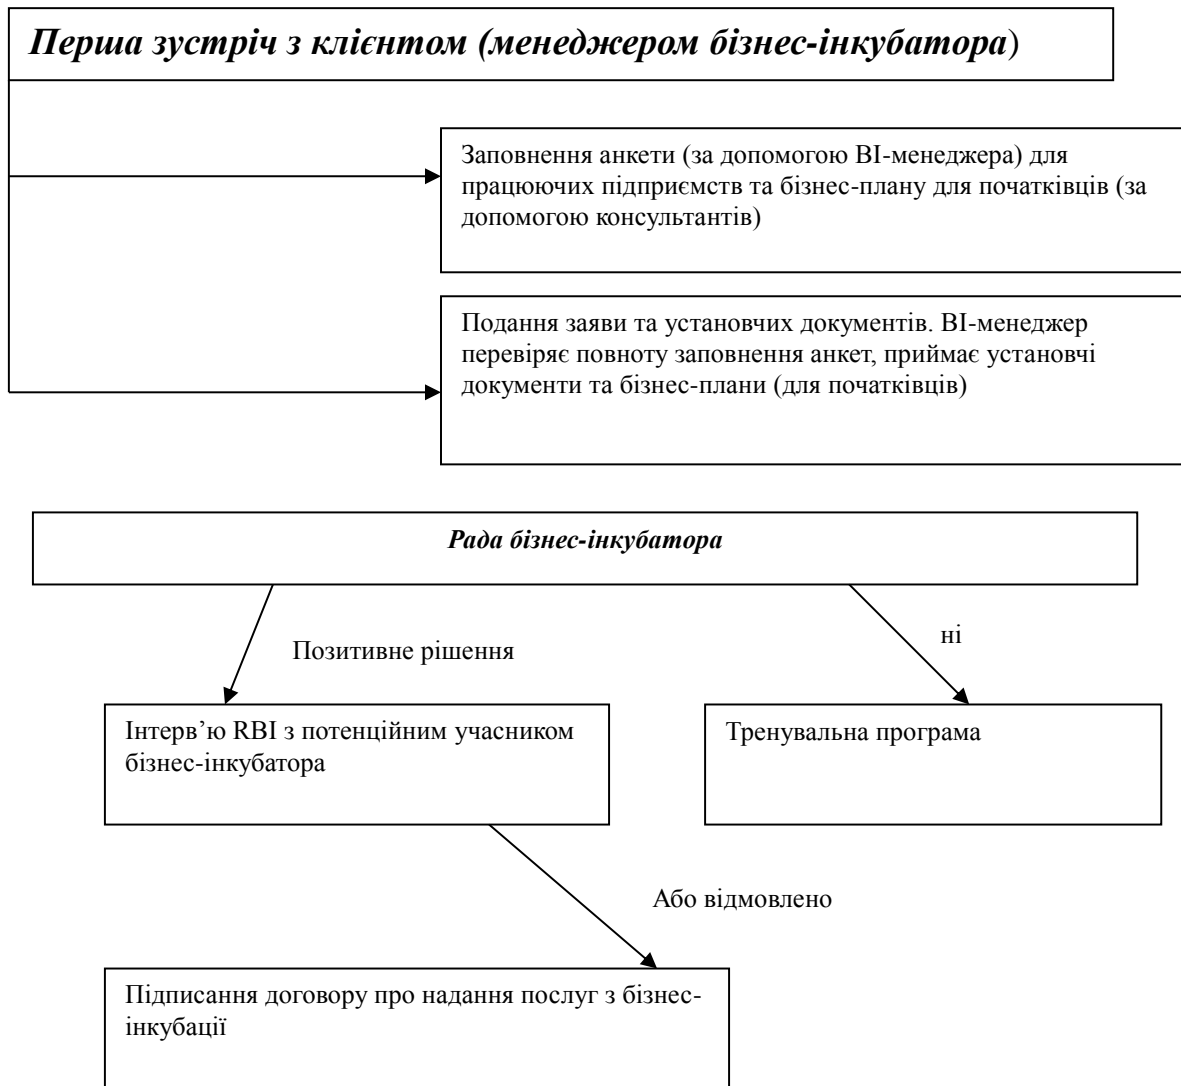 Перша зустріч з клієнтом (менеджером бізнес-інкубатора)
Заповнення анкети (за допомогою BI-менеджера) для
працюючих підприємств та бізнес-плану для початківців (за
допомогою консультантів)
Подання заяви та установчих документів. BI-менеджер
перевіряє повноту заповнення анкет, приймає установчі
документи та бізнес-плани (для початківців)
Рада бізнес-інкубатора
Позитивне рішення
ні
Інтерв’ю RBI з потенційним учасником
бізнес-інкубатора
Тренувальна програма
Або відмовлено
Підписання договору про надання послуг з бізнес-
інкубації